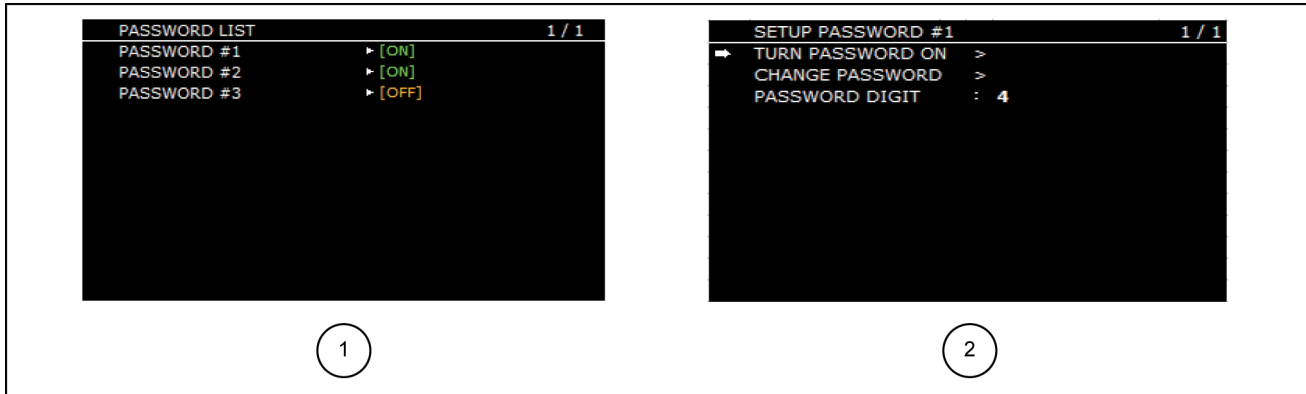 PASSWORD LIST 1 / 1
PASSWORD #1 ► [ON]
PASSWORD #2 ► [ON]
PASSWORD #3 ► [OFF]
1
SETUP PASSWORD #1 1 / 1
➡ TURN PASSWORD ON >
CHANGE PASSWORD >
PASSWORD DIGIT : 4
2